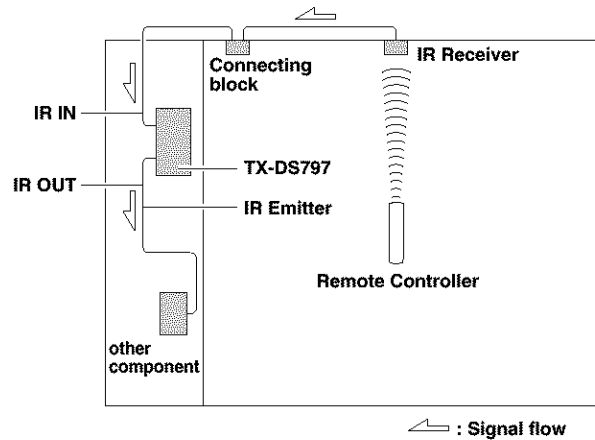 IR Receiver
Connecting
block
IR IN
TX-DS797
IR OUT
IR Emitter
Remote Controller
other
component
: Signal flow